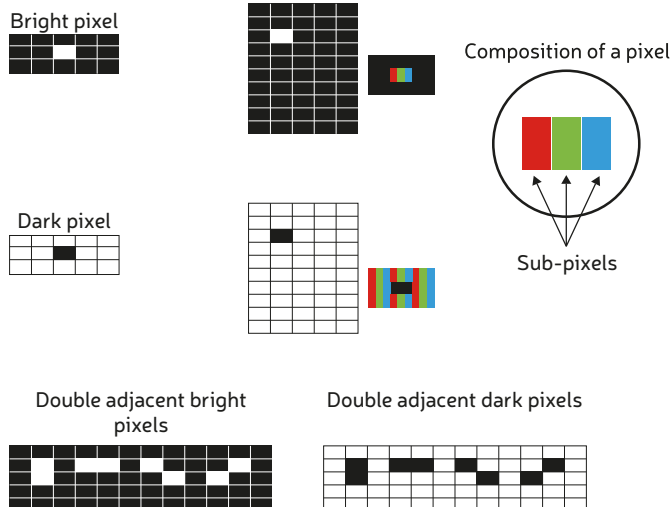 Bright pixel
Composition of a pixel
Dark pixel
Sub-pixels
Double adjacent bright
pixels
Double adjacent dark pixels